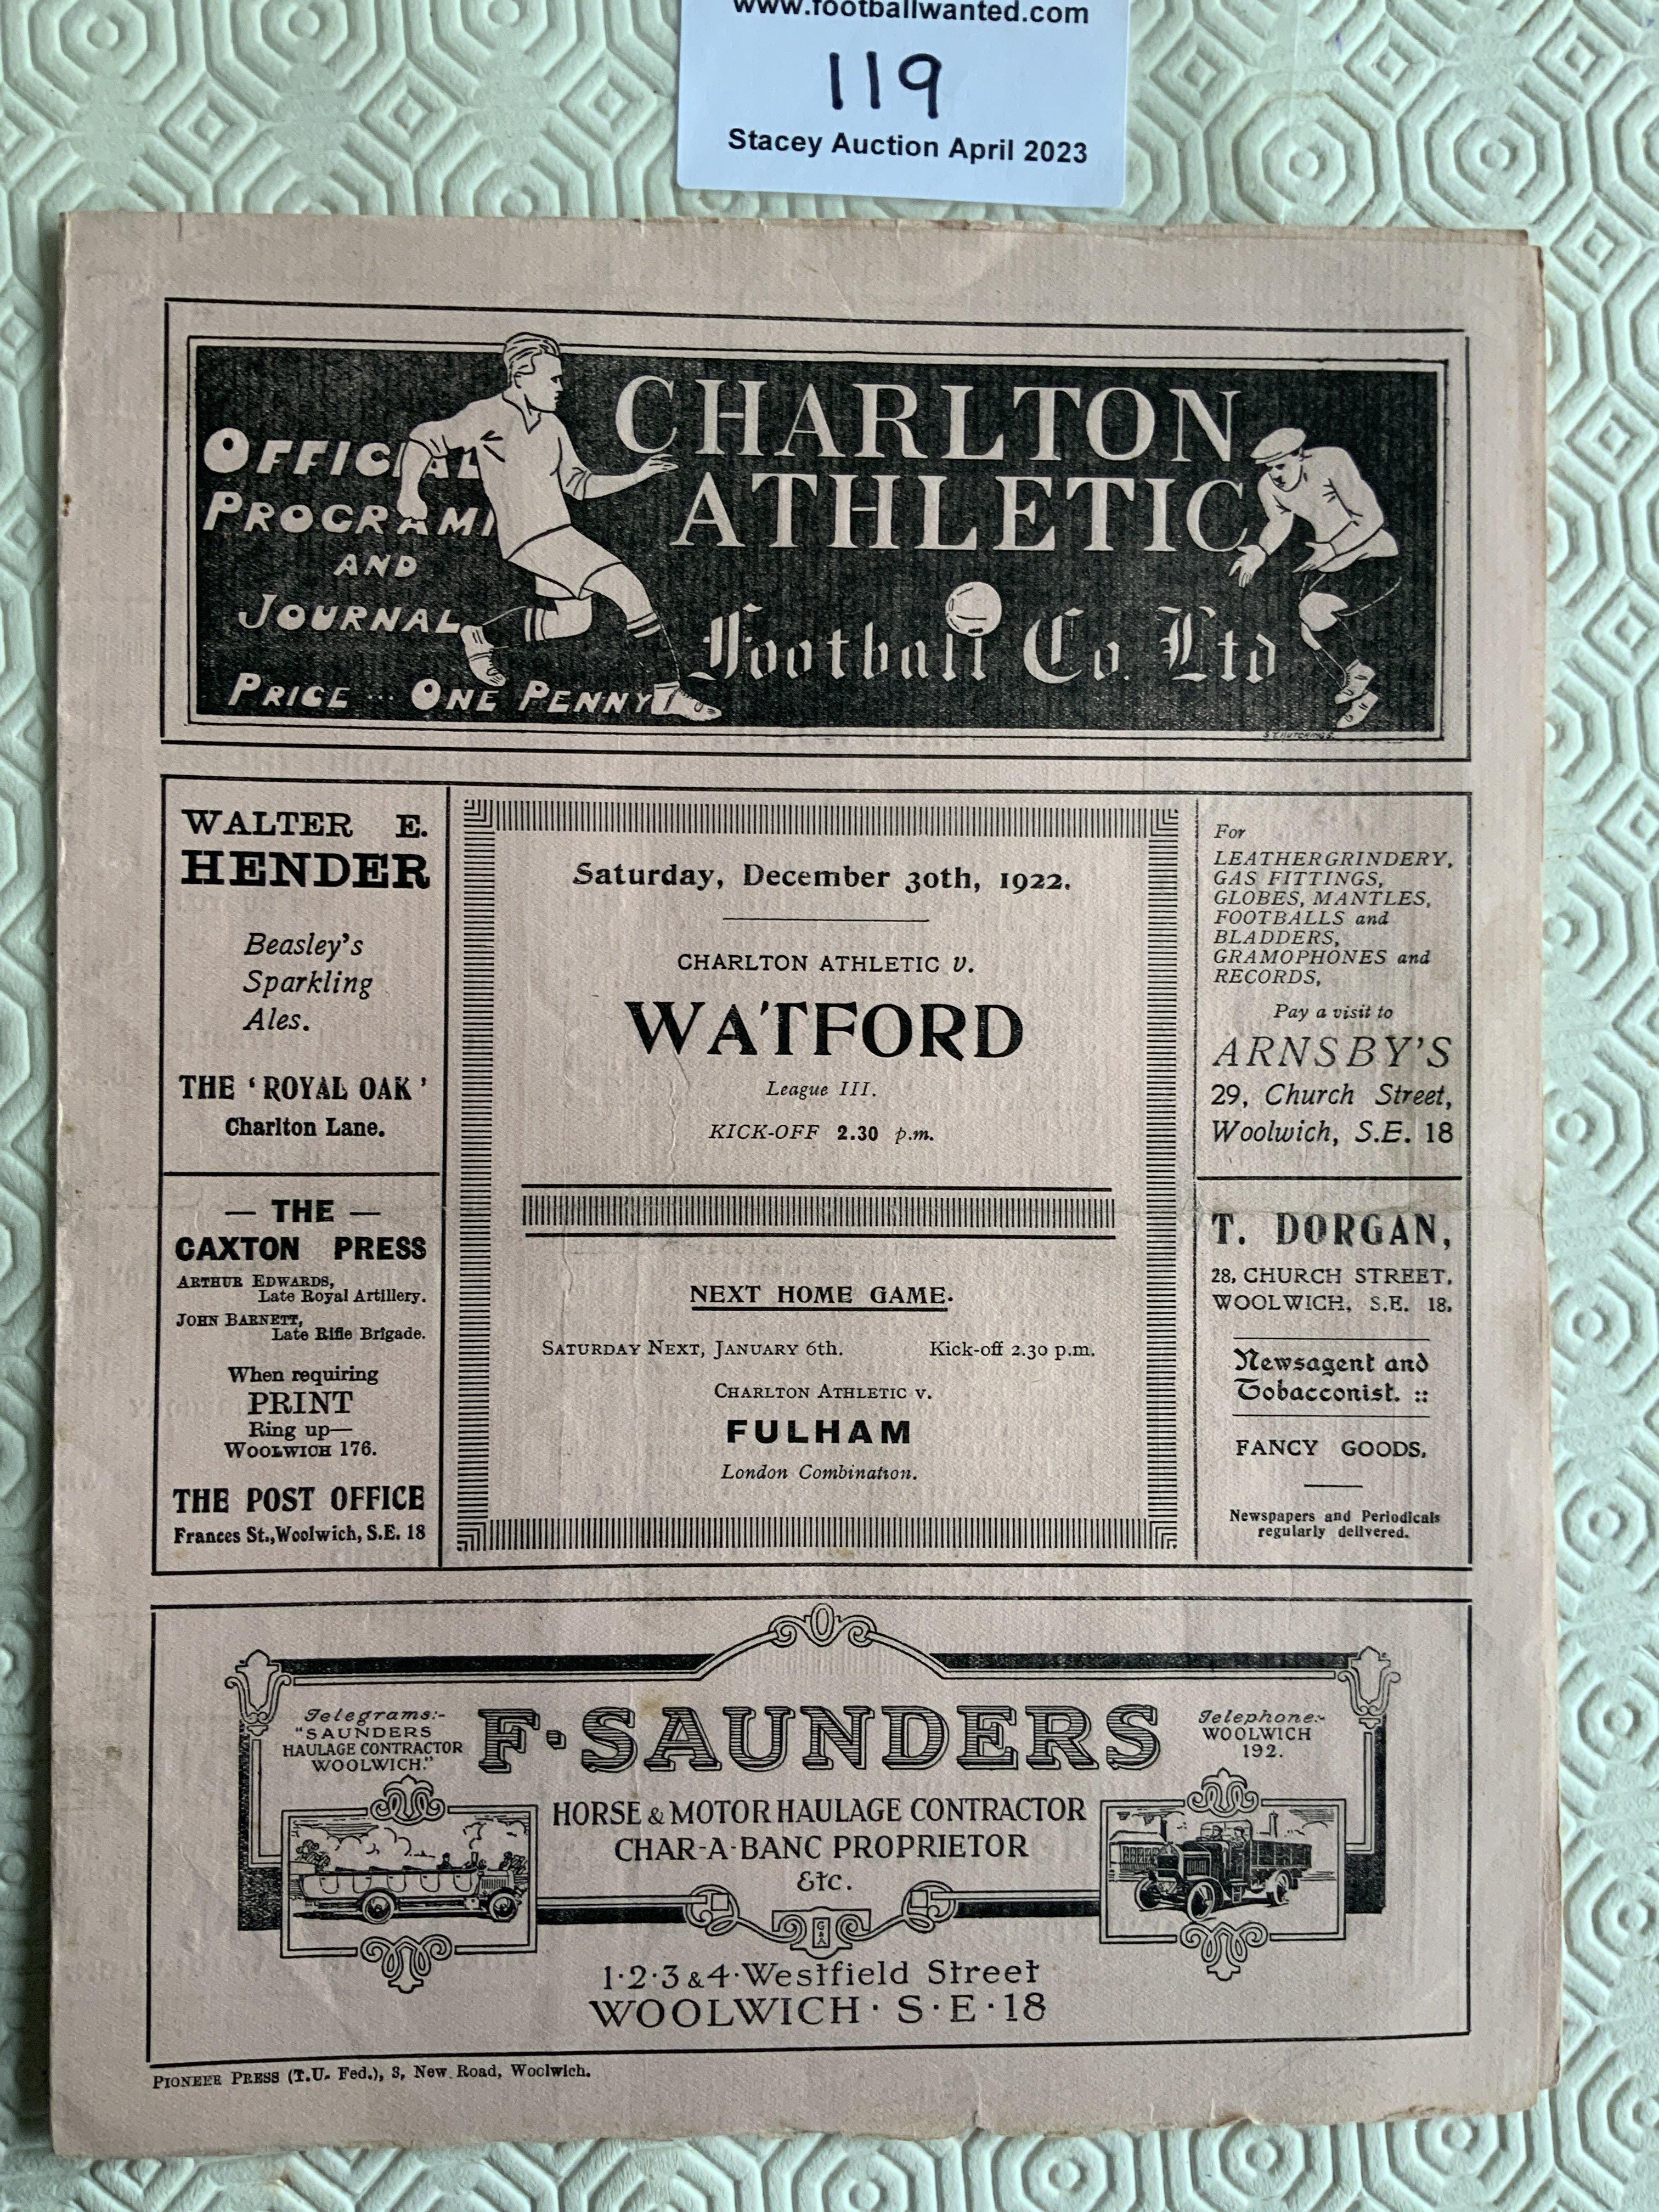 www.footballwanted.com
119
Stacey Auction April 2023
OFFICIAL
PROGRAMM
AND
JOURNAL
PRICE ... ONE PENNY
CHARLTON
ATHLETIC
Football Co. Ltd
S.T. HUTCHINGS.
WALTER E.
HENDER
Beasley's
Sparkling
Ales.
THE 'ROYAL OAK'
Charlton Lane.
— THE —
CAXTON PRESS
ARTHUR EDWARDS,
Late Royal Artillery.
JOHN BARNETT,
Late Rifle Brigade.
When requiring
PRINT
Ring up—
WOOLWICH 176.
THE POST OFFICE
Frances St., Woolwich, S.E. 18
Saturday, December 30th, 1922.
CHARLTON ATHLETIC v.
WATFORD
League III.
KICK-OFF 2.30 p.m.
NEXT HOME GAME.
SATURDAY NEXT, JANUARY 6th. Kick-off 2.30 p.m.
CHARLTON ATHLETIC v.
FULHAM
London Combination.
For
LEATHER GRINDERY,
GAS FITTINGS,
GLOBES, MANTLES,
FOOTBALLS and
BLADDERS,
GRAMOPHONES and
RECORDS,
Pay a visit to
ARNSBY'S
29, Church Street,
Woolwich, S.E. 18
T. DORGAN,
28, CHURCH STREET,
WOOLWICH, S.E. 18,
Newsagent and
Tobacconist. ::
FANCY GOODS,
Newspapers and Periodicals
regularly delivered.
Telegrams:-
"SAUNDERS
HAULAGE CONTRACTOR
WOOLWICH."
F. SAUNDERS
Telephone:-
WOOLWICH
192.
HORSE & MOTOR HAULAGE CONTRACTOR
CHAR-A-BANC PROPRIETOR
Etc.
G&A
1·2·3 & 4·Westfield Street
WOOLWICH· S·E·18
PIONEER PRESS (T.U. Fed.), 3, New Road, Woolwich.